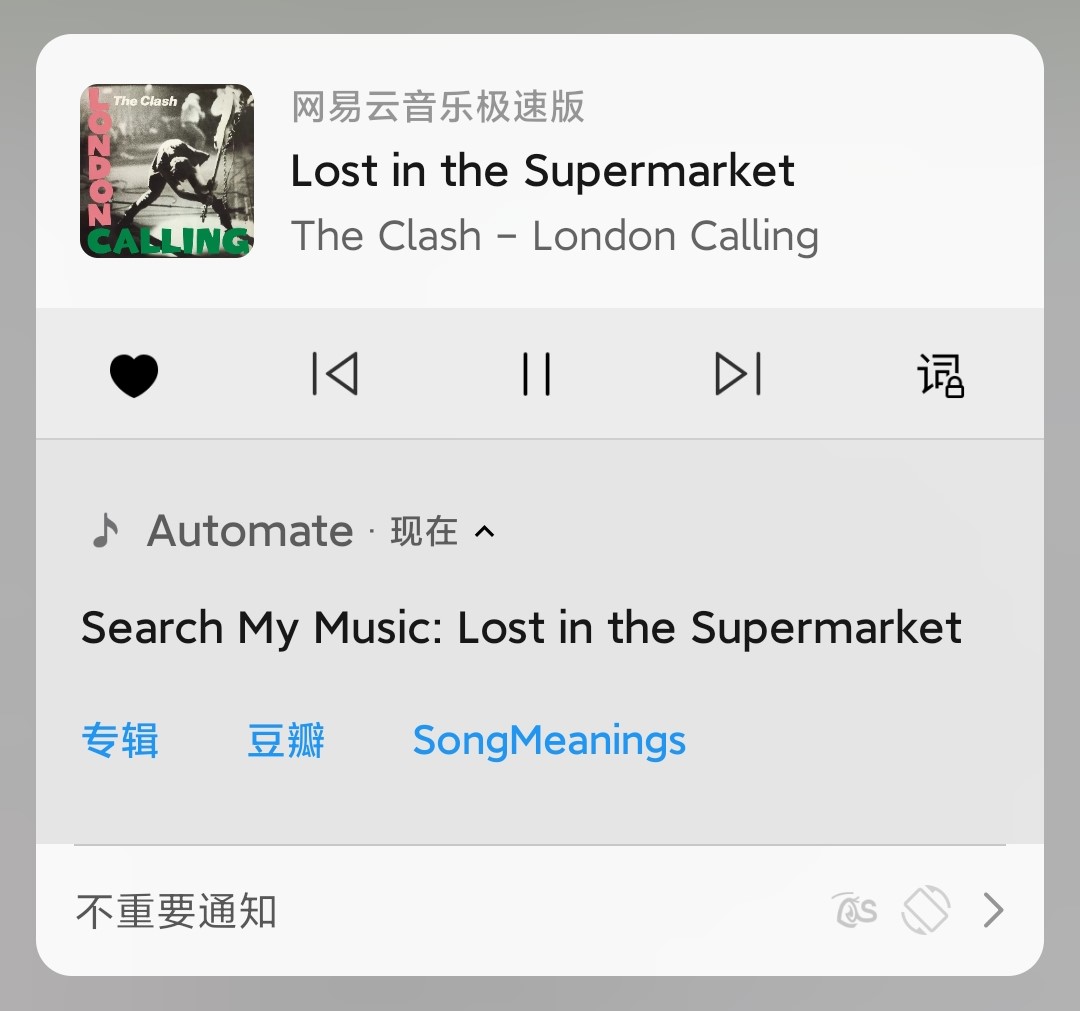 The Clash
LONDON
CALLING
网易云音乐极速版
Lost in the Supermarket
The Clash – London Calling
词
Automate · 现在
Search My Music: Lost in the Supermarket
专辑 豆瓣 SongMeanings
不重要通知